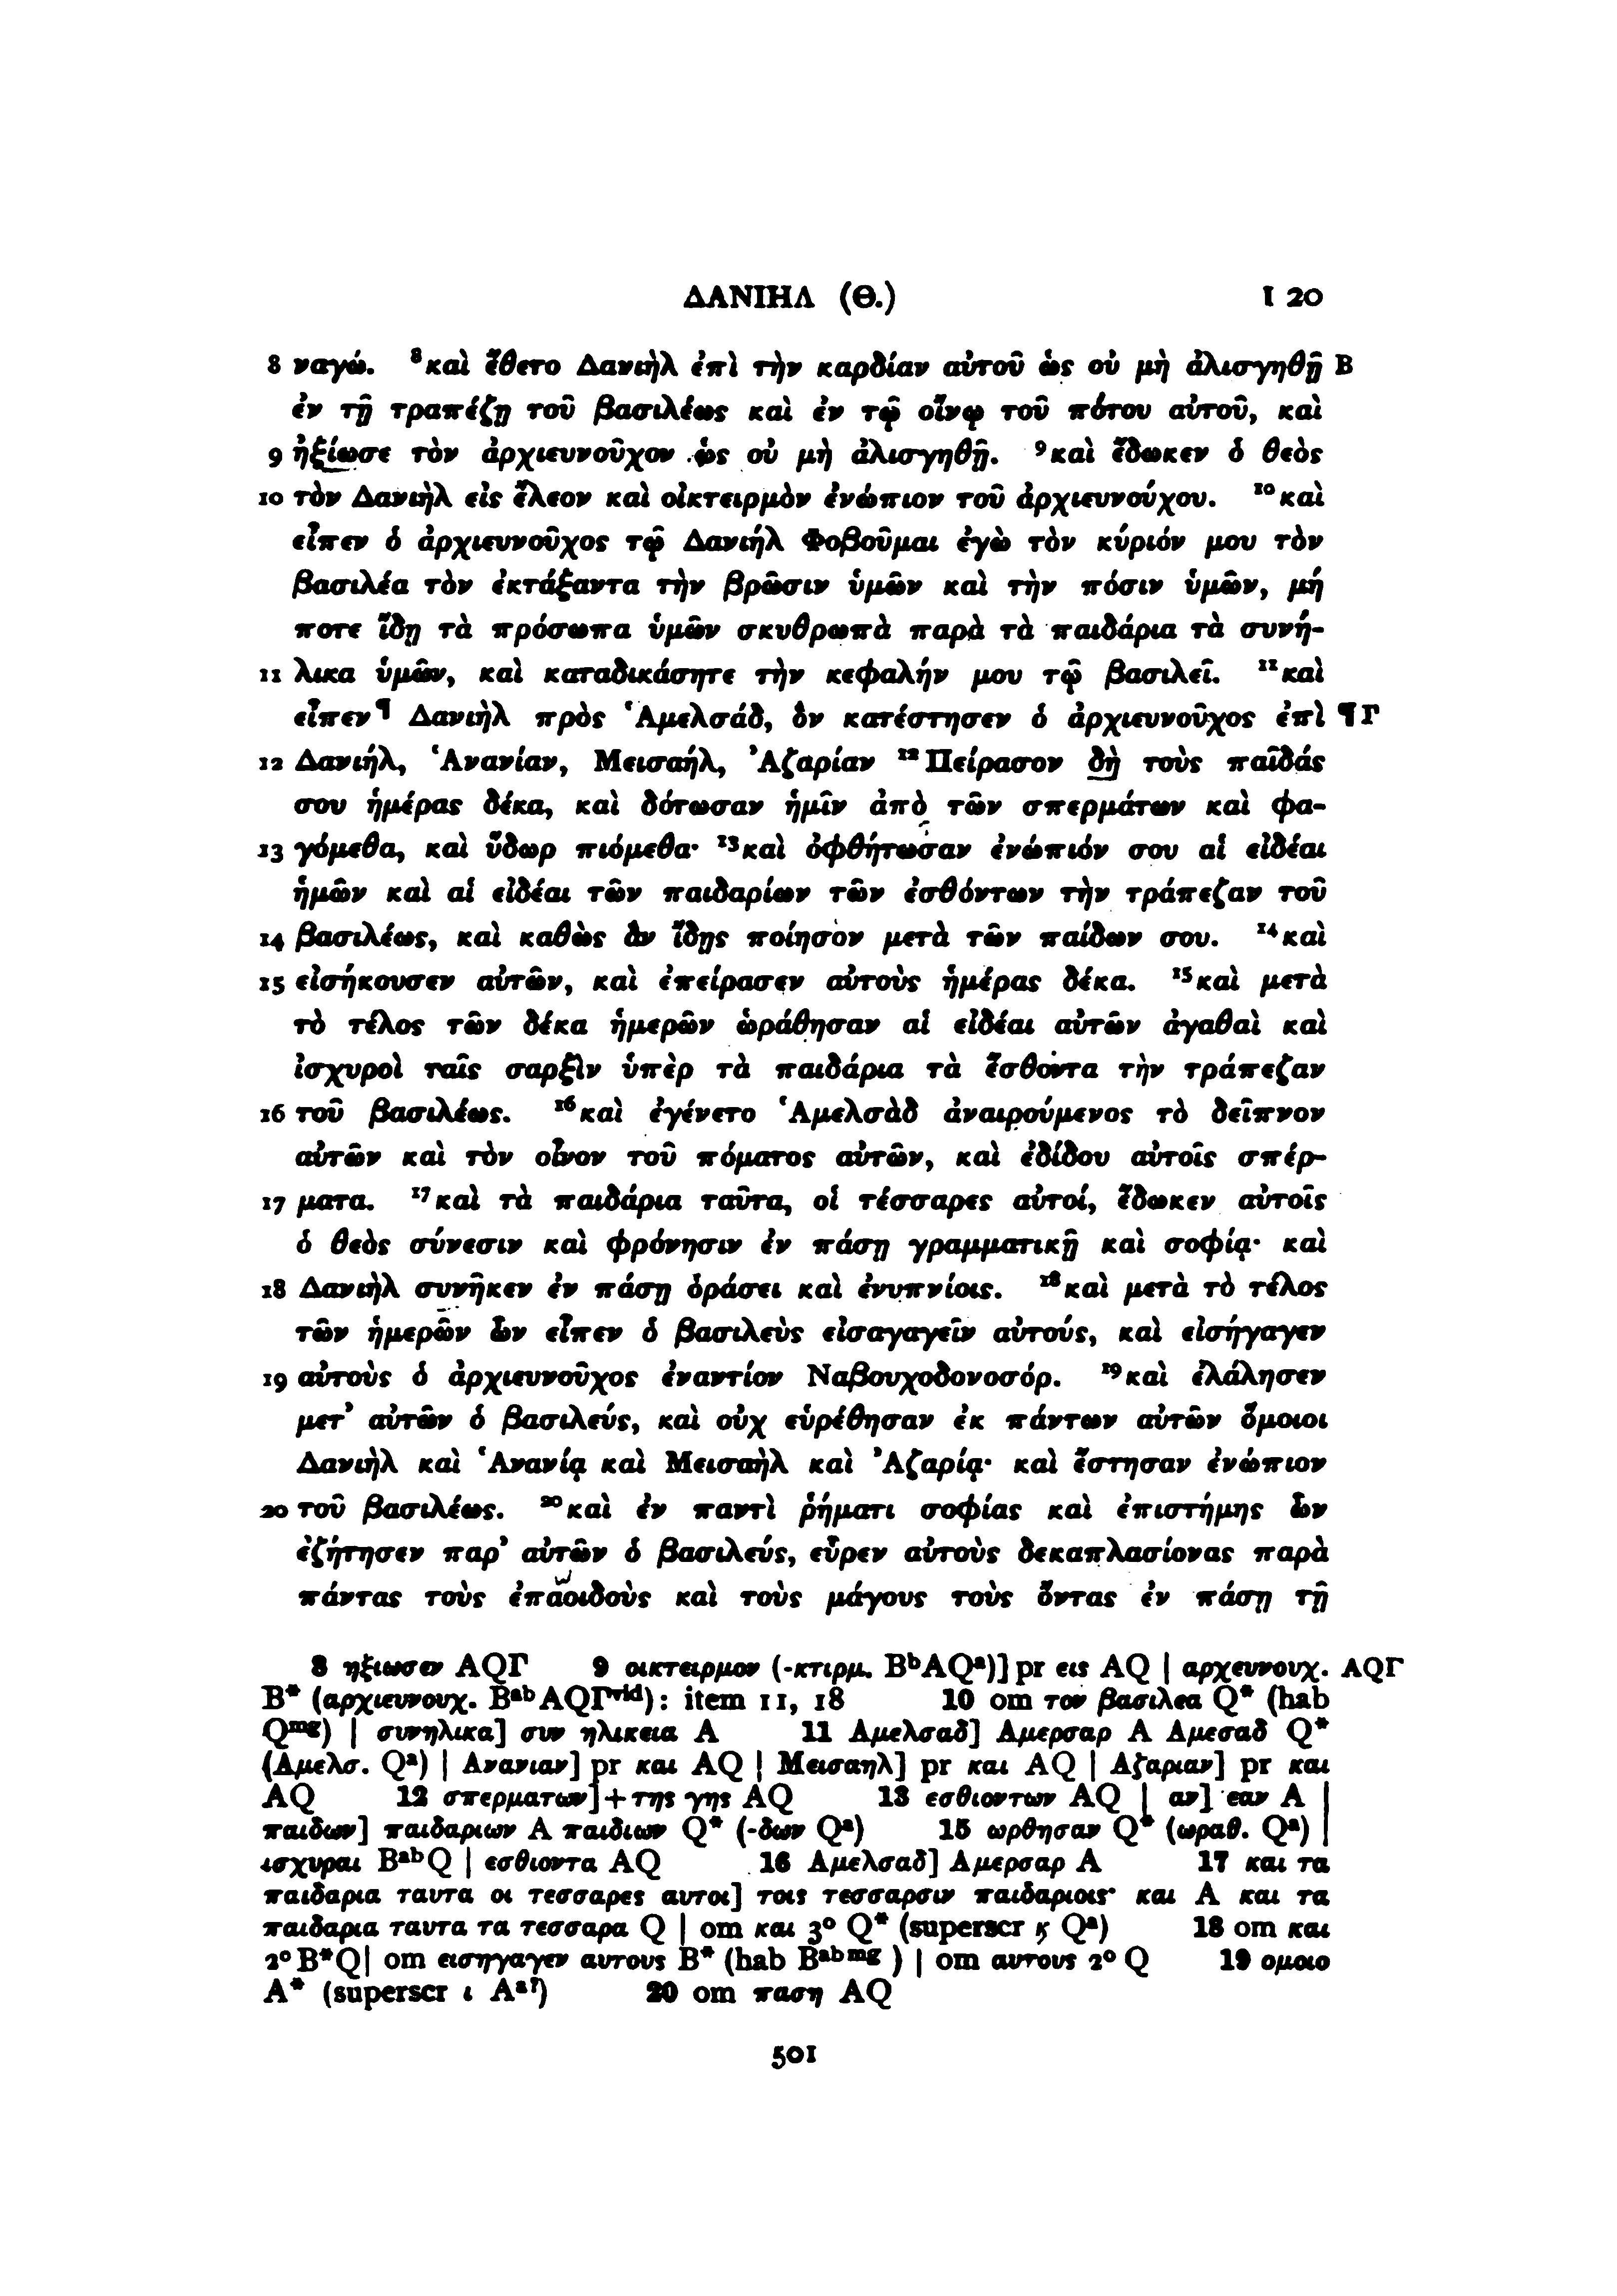 ΔΑΝΙΗΛ (Θ.) I 20
8 ναγώ. ⁸καὶ ἔθετο Δανιὴλ ἐπὶ τὴν καρδίαν αὐτοῦ ὡς οὐ μὴ ἀλισγηθῇ B
ἐν τῇ τραπέζῃ τοῦ βασιλέως καὶ ἐν τῷ οἴνῳ τοῦ πότου αὐτοῦ, καὶ
9 ἠξίωσε τὸν ἀρχιευνοῦχον ὡς οὐ μὴ ἀλισγηθῇ. ⁹καὶ ἔδωκεν ὁ θεὸς
10 τὸν Δανιὴλ εἰς ἔλεον καὶ οἰκτειρμὸν ἐνώπιον τοῦ ἀρχιευνούχου. ¹⁰καὶ
εἶπεν ὁ ἀρχιευνοῦχος τῷ Δανιήλ Φοβοῦμαι ἐγὼ τὸν κύριόν μου τὸν
βασιλέα τὸν ἐκτάξαντα τὴν βρῶσιν ὑμῶν καὶ τὴν πόσιν ὑμῶν, μή
ποτε ἴδῃ τὰ πρόσωπα ὑμῶν σκυθρωπὰ παρὰ τὰ παιδάρια τὰ συνή-
11 λικα ὑμῶν, καὶ καταδικάσητε τὴν κεφαλήν μου τῷ βασιλεῖ. ¹¹καὶ
εἶπεν¶ Δανιὴλ πρὸς Ἁμελσάδ, ὃν κατέστησεν ὁ ἀρχιευνοῦχος ἐπὶ ¶Γ
12 Δανιήλ, Ἁνανίαν, Μεισαήλ, Ἀζαρίαν ¹²Πείρασον δὴ τοὺς παῖδάς
σου ἡμέρας δέκα, καὶ δότωσαν ἡμῖν ἀπὸ τῶν σπερμάτων καὶ φα-
13 γόμεθα, καὶ ὕδωρ πιόμεθα· ¹³καὶ ὀφθήτωσαν ἐνώπιόν σου αἱ εἰδέαι
ἡμῶν καὶ αἱ εἰδέαι τῶν παιδαρίων τῶν ἐσθόντων τὴν τράπεζαν τοῦ
14 βασιλέως, καὶ καθὼς ἂν ἴδῃς ποίησον μετὰ τῶν παίδων σου. ¹⁴καὶ
15 εἰσήκουσεν αὐτῶν, καὶ ἐπείρασεν αὐτοὺς ἡμέρας δέκα. ¹⁵καὶ μετὰ
τὸ τέλος τῶν δέκα ἡμερῶν ὡράθησαν αἱ εἰδέαι αὐτῶν ἀγαθαὶ καὶ
ἰσχυροὶ ταῖς σαρξὶν ὑπὲρ τὰ παιδάρια τὰ ἔσθοντα τὴν τράπεζαν
16 τοῦ βασιλέως. ¹⁶καὶ ἐγένετο Ἁμελσὰδ ἀναιρούμενος τὸ δεῖπνον
αὐτῶν καὶ τὸν οἶνον τοῦ πόματος αὐτῶν, καὶ ἐδίδου αὐτοῖς σπέρ-
17 ματα. ¹⁷καὶ τὰ παιδάρια ταῦτα, οἱ τέσσαρες αὐτοί, ἔδωκεν αὐτοῖς
ὁ θεὸς σύνεσιν καὶ φρόνησιν ἐν πάσῃ γραμματικῇ καὶ σοφίᾳ· καὶ
18 Δανιὴλ συνῆκεν ἐν πάσῃ ὁράσει καὶ ἐνυπνίοις. ¹⁸καὶ μετὰ τὸ τέλος
τῶν ἡμερῶν ὧν εἶπεν ὁ βασιλεὺς εἰσαγαγεῖν αὐτούς, καὶ εἰσήγαγεν
19 αὐτοὺς ὁ ἀρχιευνοῦχος ἐναντίον Ναβουχοδονοσόρ. ¹⁹καὶ ἐλάλησεν
μετ’ αὐτῶν ὁ βασιλεύς, καὶ οὐχ εὑρέθησαν ἐκ πάντων αὐτῶν ὅμοιοι
Δανιὴλ καὶ Ἁνανίᾳ καὶ Μεισαὴλ καὶ Ἀζαρίᾳ· καὶ ἔστησαν ἐνώπιον
20 τοῦ βασιλέως. ²⁰καὶ ἐν παντὶ ῥήματι σοφίας καὶ ἐπιστήμης ὧν
ἐζήτησεν παρ’ αὐτῶν ὁ βασιλεύς, εὗρεν αὐτοὺς δεκαπλασίονας παρὰ
πάντας τοὺς ἐπαοιδοὺς καὶ τοὺς μάγους τοὺς ὄντας ἐν πάσῃ τῇ
8 ηξιωσεν AQΓ 9 οικτειρμον (-κτιρμ. BᵇAQᵃ)] pr εις AQ | αρχευνουχ. AQΓ
B* (αρχιευνουχ. BᵃᵇAQΓᵛⁱᵈ): item 11, 18 10 om τον βασιλεα Q* (hab
Qᵐᵍ) | συνηλικα] συν ηλικεια A 11 Αμελσαδ] Αμερσαρ A Αμεσαδ Q*
(Αμελσ. Qᵃ) | Ανανιαν] pr και AQ | Μεισαηλ] pr και AQ | Αζαριαν] pr και
AQ 12 σπερματων]+της γης AQ 13 εσθιοντων AQ | αν] εαν A |
παιδων] παιδαριων A παιδιων Q* (-δων Qᵃ) 15 ωρθησαν Q* (ωραθ. Qᵃ) |
ισχυραι BᵃᵇQ | εσθιοντα AQ 16 Αμελσαδ] Αμερσαρ A 17 και τα
παιδαρια ταυτα οι τεσσαρες αυτοι] τοις τεσσαρσιν παιδαριοις· και A και τα
παιδαρια ταυτα τα τεσσαρα Q | om και 3º Q* (superscr ϗ Qᵃ) 18 om και
2º B*Q| om εισηγαγεν αυτους B* (hab Bᵃᵇᵐᵍ ) | om αυτους 2º Q 19 ομοιο
A* (superscr ι Aᵃ?) 20 om παση AQ
501